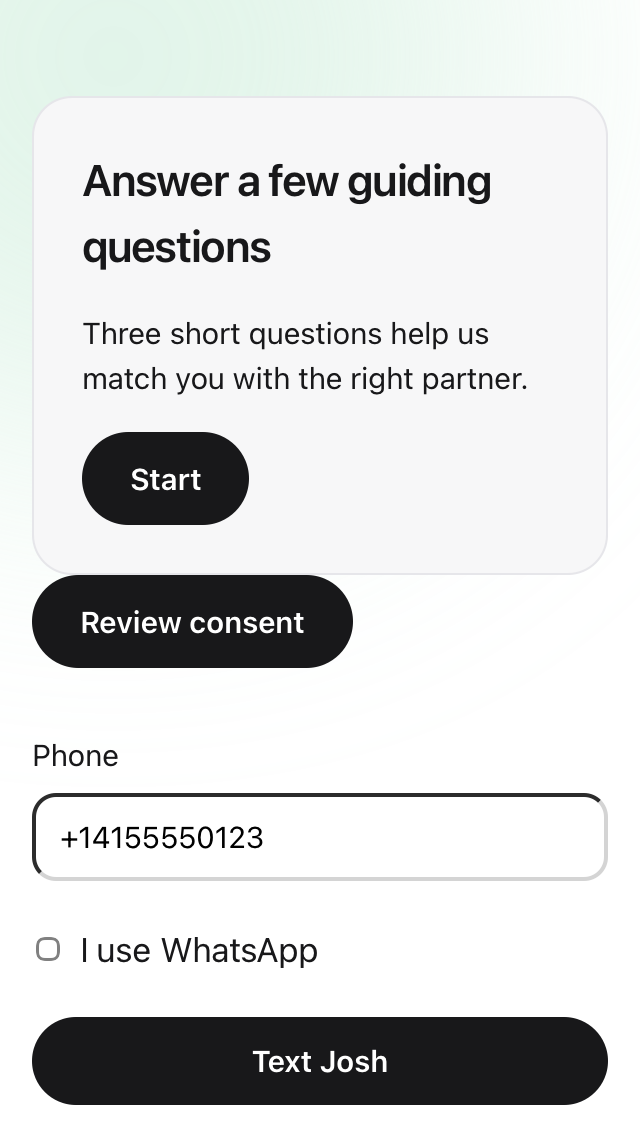 Answer a few guiding
questions
Three short questions help us
match you with the right partner.
Start
Review consent
Phone
+14155550123
I use WhatsApp
Text Josh